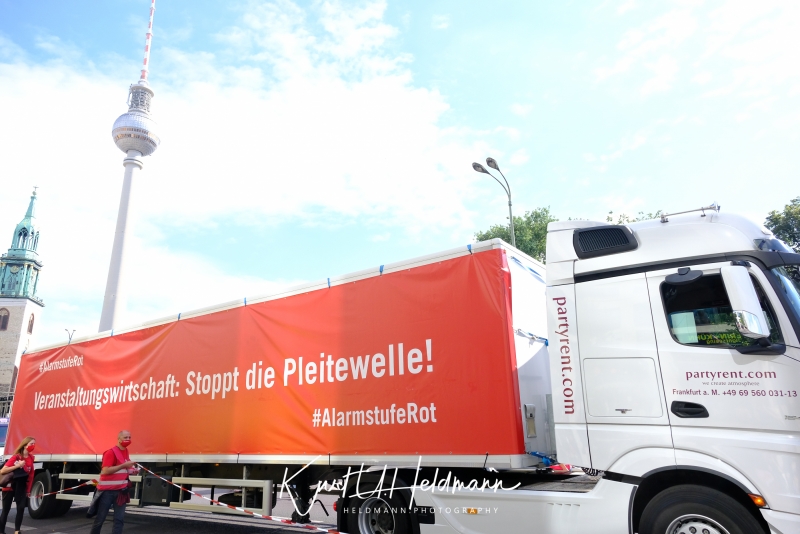 #AlarmstufeRot
Veranstaltungswirtschaft: Stoppt die Pleitewelle!
#AlarmstufeRot
partyrent.com
partyrent.com
we create atmosphere
Frankfurt a. M. +49 69 560 031-13
Kurt U. Heldmann
HELDMANN.PHOTOGRAPHY